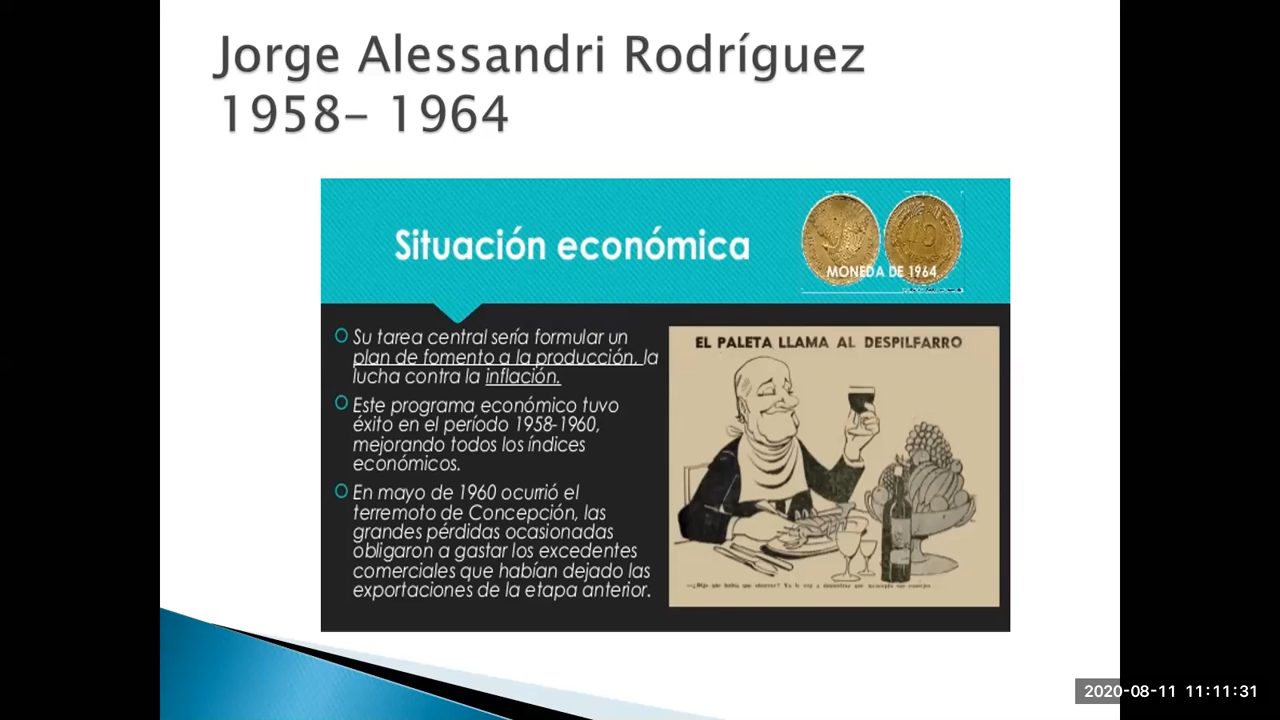 Jorge Alessandri Rodríguez
1958– 1964
Situación económica
MONEDA DE 1964
Su tarea central sería formular un
plan de fomento a la producción, la
lucha contra la inflación.
Este programa económico tuvo
éxito en el período 1958-1960,
mejorando todos los índices
económicos.
En mayo de 1960 ocurrió el
terremoto de Concepción, las
grandes pérdidas ocasionadas
obligaron a gastar los excedentes
comerciales que habían dejado las
exportaciones de la etapa anterior.
EL PALETA LLAMA AL DESPILFARRO
2020-08-11 11:11:31